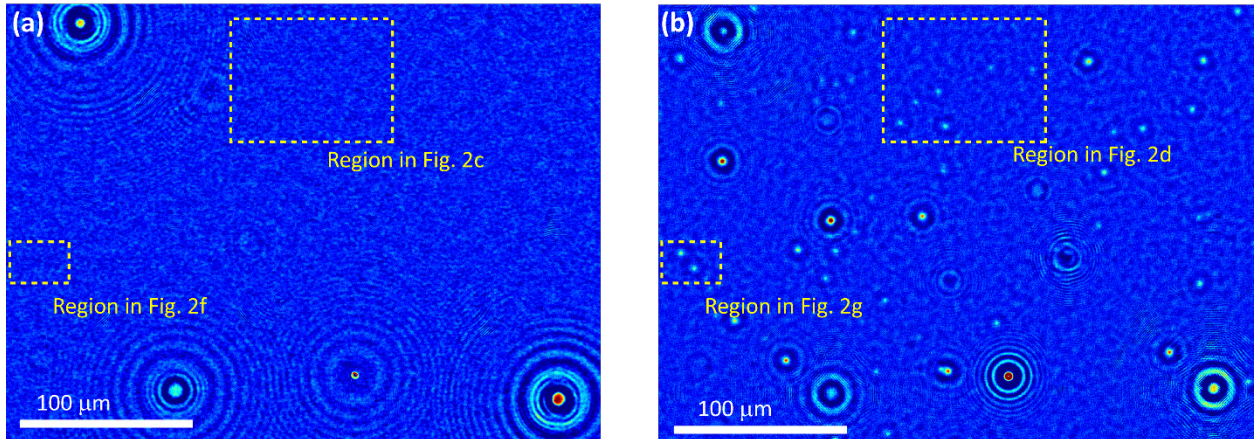 (a)
Region in Fig. 2c
Region in Fig. 2f
100 μm
(b)
Region in Fig. 2d
Region in Fig. 2g
100 μm